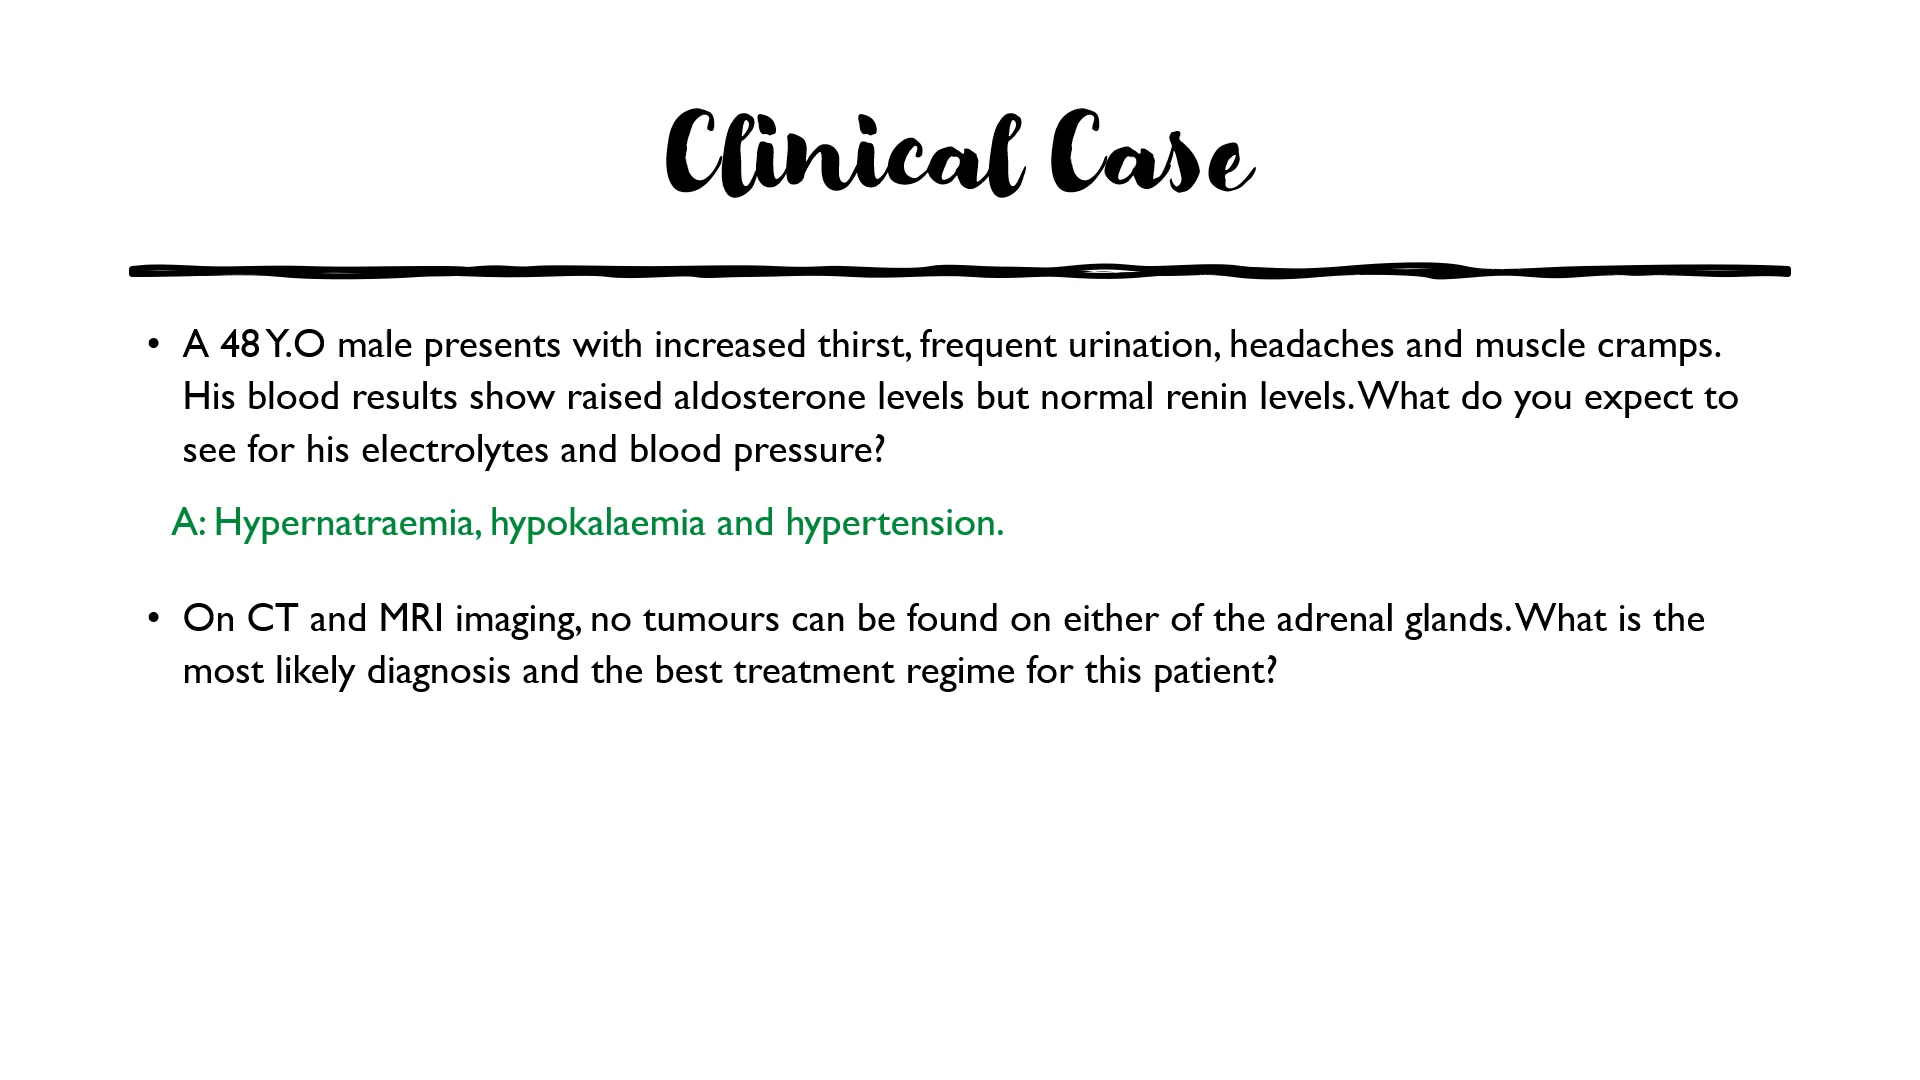 Clinical Case
• A 48 Y.O male presents with increased thirst, frequent urination, headaches and muscle cramps.
His blood results show raised aldosterone levels but normal renin levels. What do you expect to
see for his electrolytes and blood pressure?
A: Hypernatraemia, hypokalaemia and hypertension.
• On CT and MRI imaging, no tumours can be found on either of the adrenal glands. What is the
most likely diagnosis and the best treatment regime for this patient?